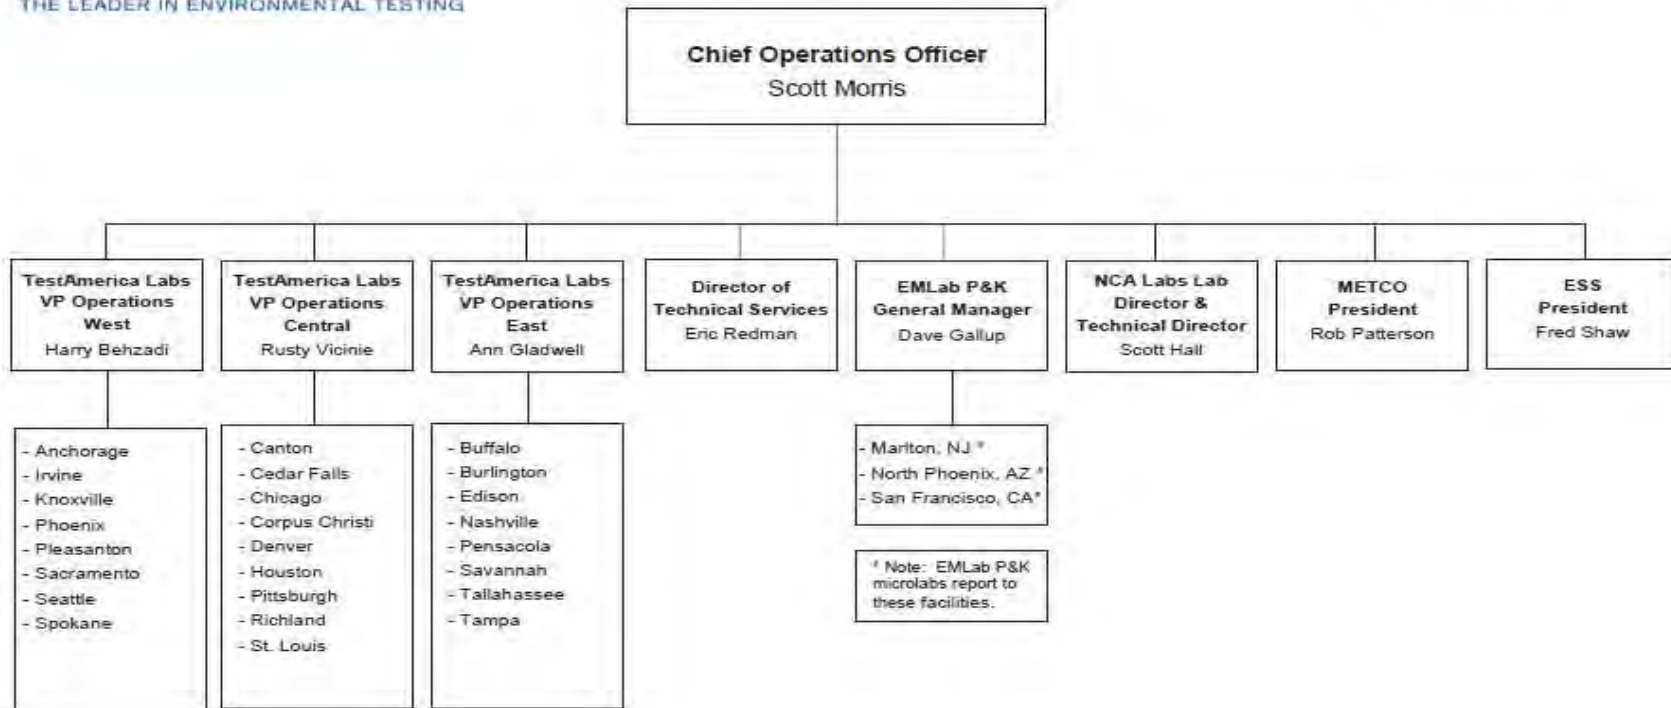 THE LEADER IN ENVIRONMENTAL TESTING
Chief Operations Officer
Scott Morris
TestAmerica Labs
VP Operations
West
Harry Behzadi
TestAmerica Labs
VP Operations
Central
Rusty Vicinie
TestAmerica Labs
VP Operations
East
Ann Gladwell
Director of
Technical Services
Eric Redman
EMLab P&K
General Manager
Dave Gallup
NCA Labs Lab
Director &
Technical Director
Scott Hall
METCO
President
Rob Patterson
ESS
President
Fred Shaw
- Anchorage
- Irvine
- Knoxville
- Phoenix
- Pleasanton
- Sacramento
- Seattle
- Spokane
- Canton
- Cedar Falls
- Chicago
- Corpus Christi
- Denver
- Houston
- Pittsburgh
- Richland
- St. Louis
- Buffalo
- Burlington
- Edison
- Nashville
- Pensacola
- Savannah
- Tallahassee
- Tampa
- Marlton, NJ *
- North Phoenix, AZ *
- San Francisco, CA*
* Note: EMLab P&K
microlabs report to
these facilities.